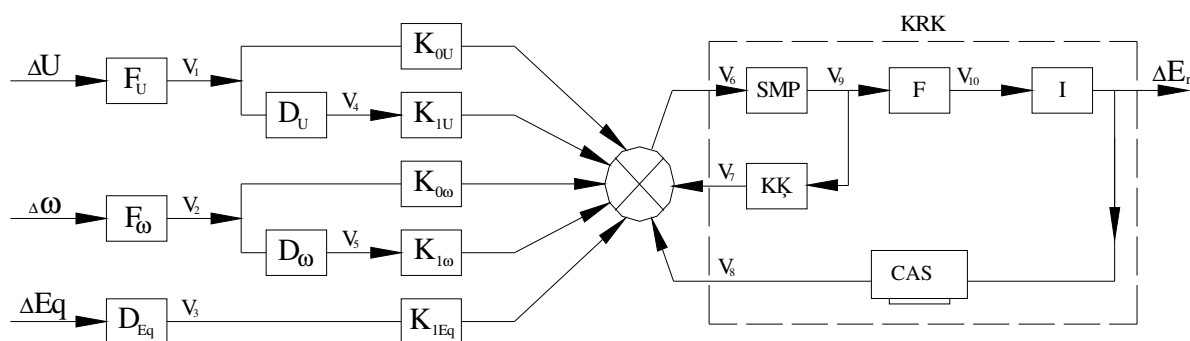 KRK
ΔU
F_U
V_1
D_U
V_4
K_0U
K_1U
Δω
F_ω
V_2
D_ω
V_5
K_0ω
K_1ω
ΔEq
D_Eq
V_3
K_1Eq
V_6
SMP
V_9
F
V_10
I
ΔE_r
V_7
KĶ
V_8
CAS